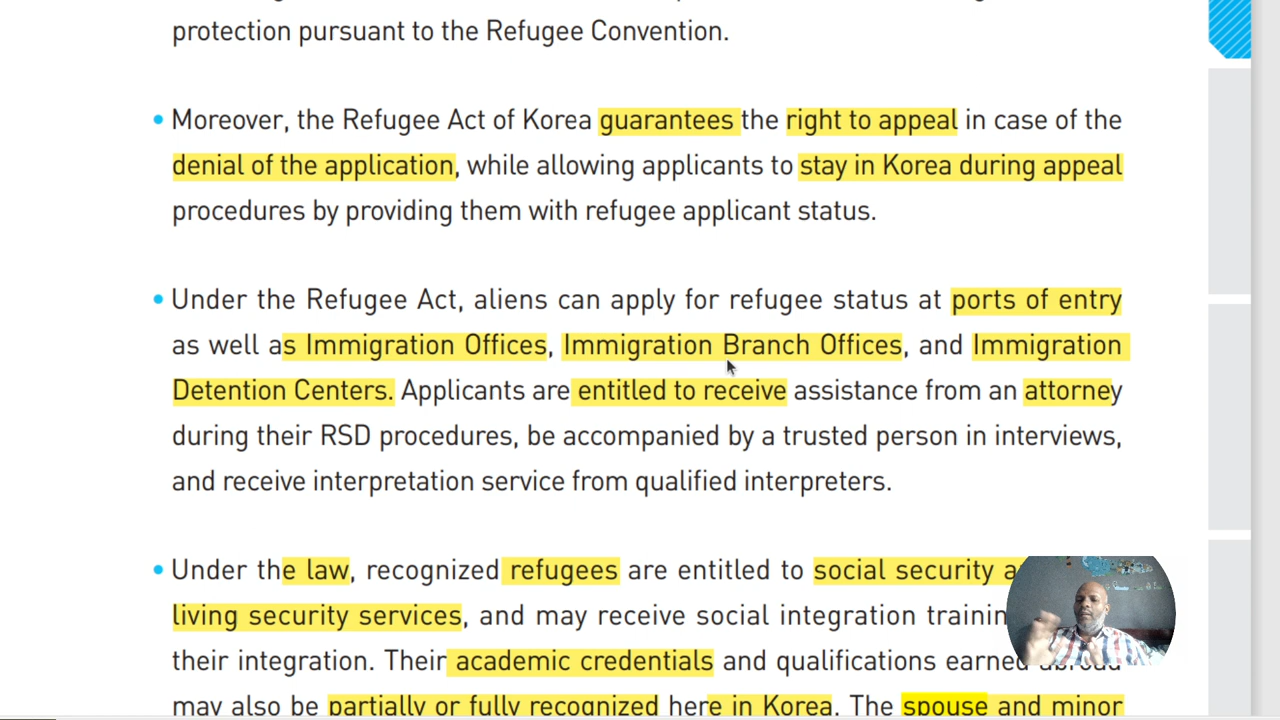 protection pursuant to the Refugee Convention.
• Moreover, the Refugee Act of Korea guarantees the right to appeal in case of the
denial of the application, while allowing applicants to stay in Korea during appeal
procedures by providing them with refugee applicant status.
• Under the Refugee Act, aliens can apply for refugee status at ports of entry
as well as Immigration Offices, Immigration Branch Offices, and Immigration
Detention Centers. Applicants are entitled to receive assistance from an attorney
during their RSD procedures, be accompanied by a trusted person in interviews,
and receive interpretation service from qualified interpreters.
• Under the law, recognized refugees are entitled to social security
living security services, and may receive social integration
their integration. Their academic credentials and qualifications earned abroad
may also be partially or fully recognized here in Korea. The spouse and minor